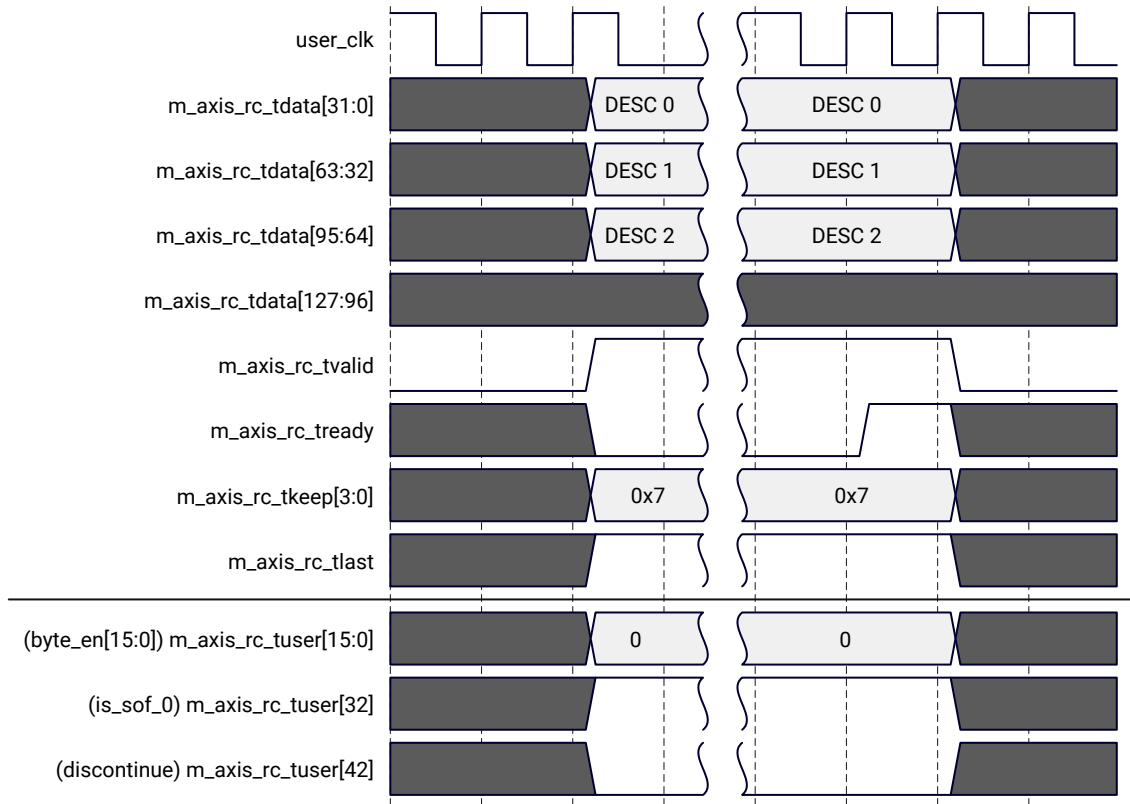 user_clk
m_axis_rc_tdata[31:0] DESC 0 DESC 0
m_axis_rc_tdata[63:32] DESC 1 DESC 1
m_axis_rc_tdata[95:64] DESC 2 DESC 2
m_axis_rc_tdata[127:96]
m_axis_rc_tvalid
m_axis_rc_tready
m_axis_rc_tkeep[3:0] 0x7 0x7
m_axis_rc_tlast
(byte_en[15:0]) m_axis_rc_tuser[15:0] 0 0
(is_sof_0) m_axis_rc_tuser[32]
(discontinue) m_axis_rc_tuser[42]